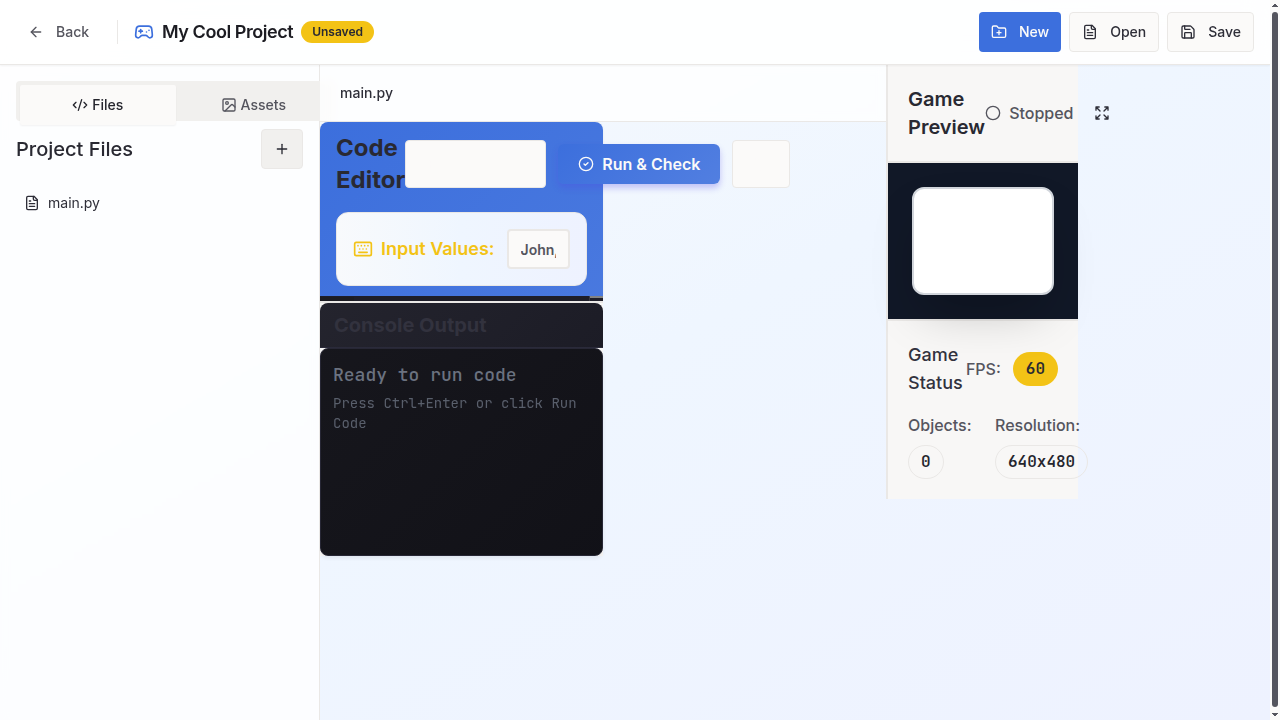 Back
My Cool Project
Unsaved
New
Open
Save
Files
Assets
Project Files
main.py
main.py
Code
Editor
Run & Check
Input Values:
John,
Console Output
Ready to run code
Press Ctrl+Enter or click Run
Code
Game
Preview
Stopped
Game
Status
FPS:
60
Objects:
Resolution:
0
640x480